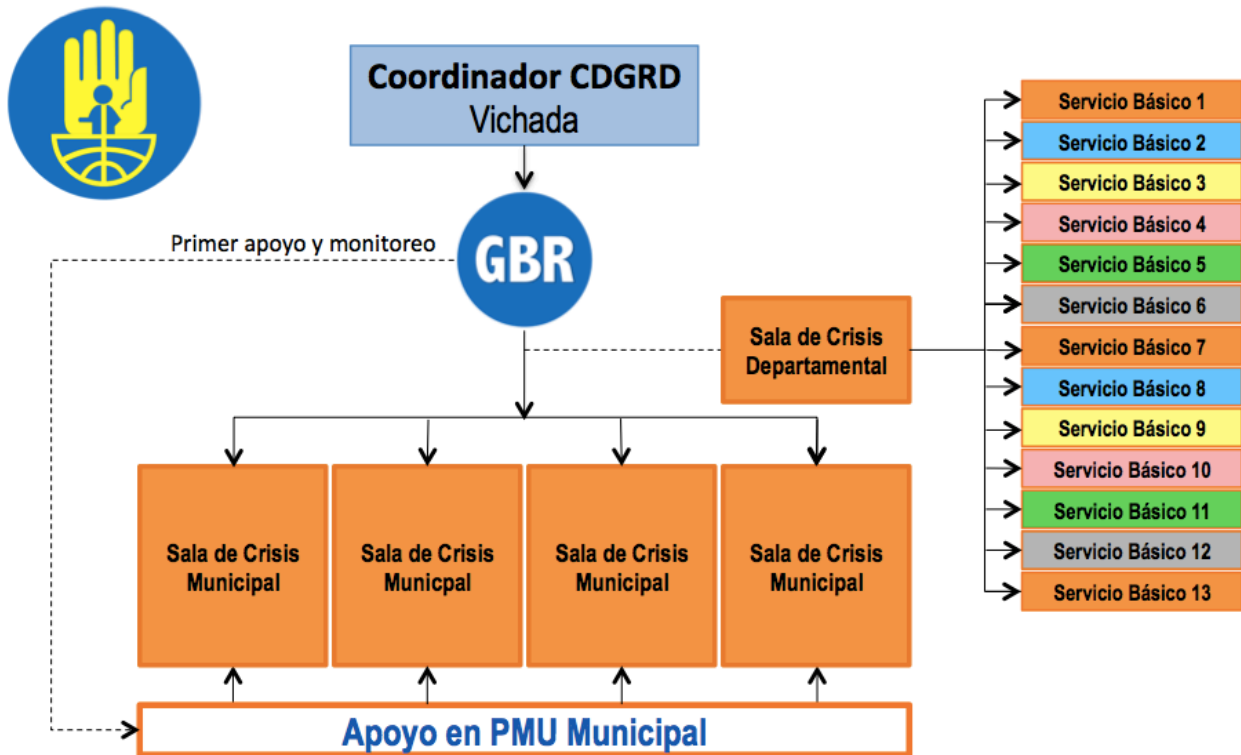 Coordinador CDGRD
Vichada
Primer apoyo y monitoreo
GBR
Sala de Crisis
Departamental
Servicio Básico 1
Servicio Básico 2
Servicio Básico 3
Servicio Básico 4
Servicio Básico 5
Servicio Básico 6
Servicio Básico 7
Servicio Básico 8
Servicio Básico 9
Servicio Básico 10
Servicio Básico 11
Servicio Básico 12
Servicio Básico 13
Sala de Crisis
Municipal
Sala de Crisis
Municpal
Sala de Crisis
Municipal
Sala de Crisis
Municipal
Apoyo en PMU Municipal